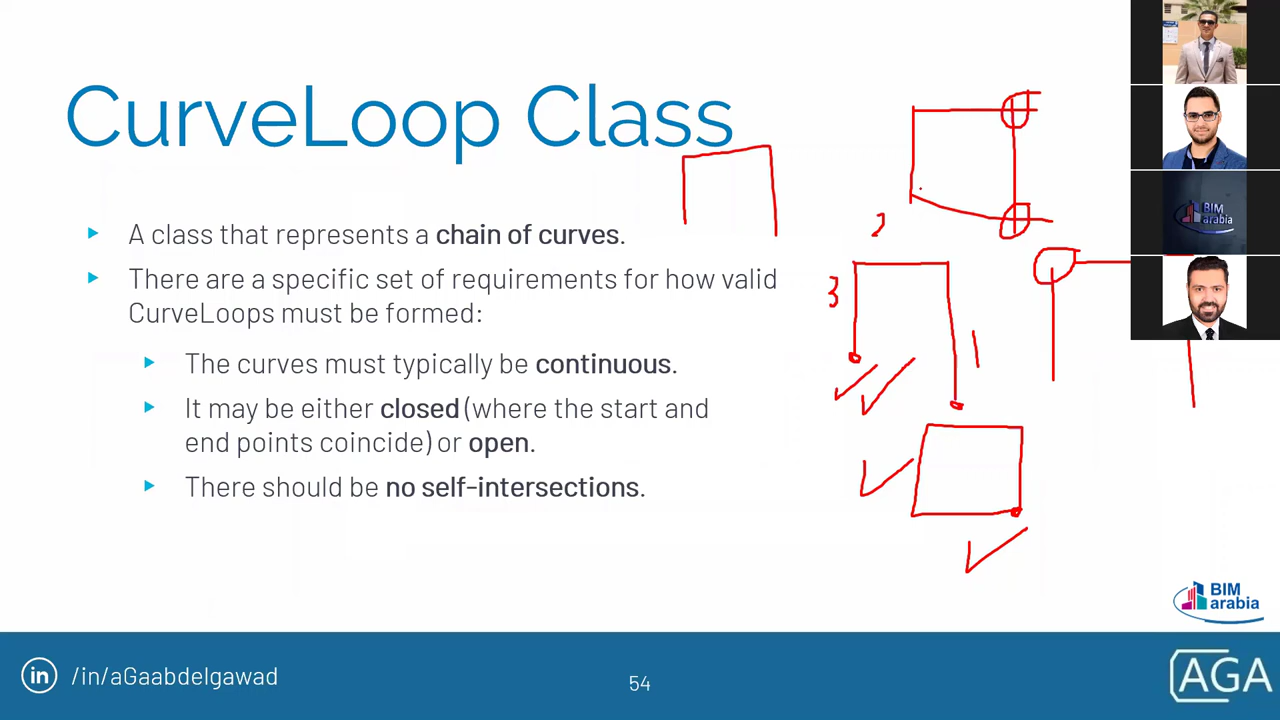 CurveLoop Class
A class that represents a chain of curves.
There are a specific set of requirements for how valid
CurveLoops must be formed:
The curves must typically be continuous.
It may be either closed (where the start and
end points coincide) or open.
There should be no self-intersections.
2
3
1
BIM
arabia
BIM
arabia
in /in/aGaabdelgawad
54
AGA